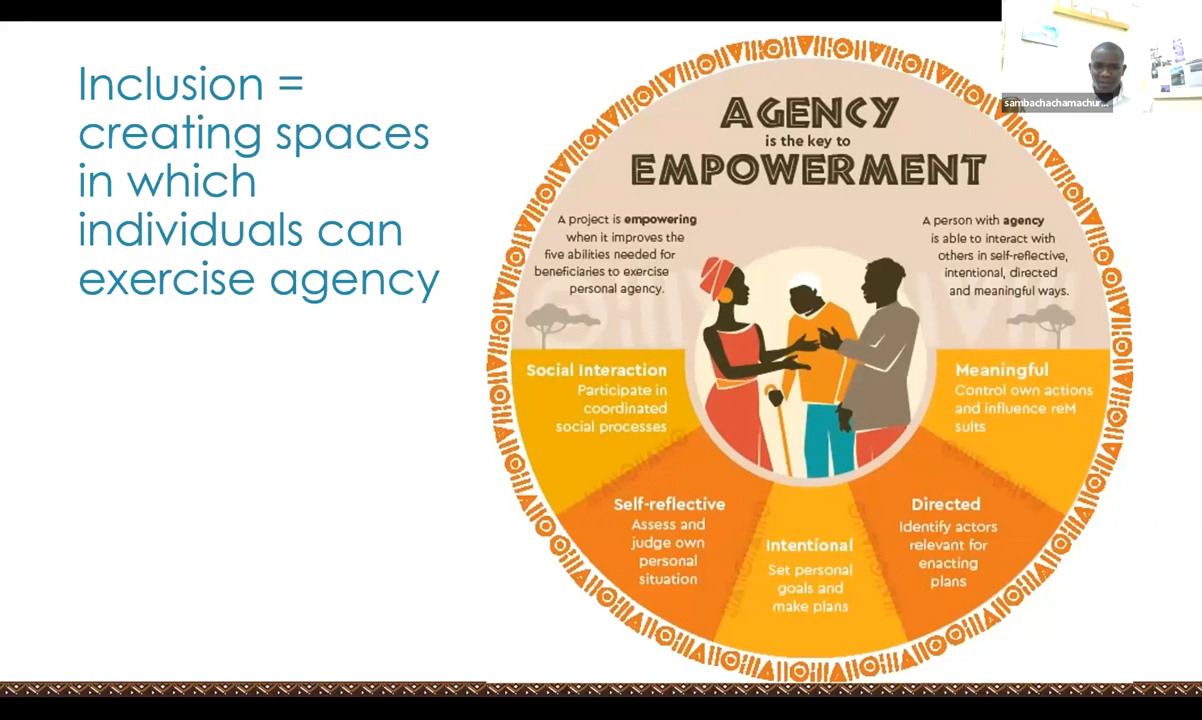 Inclusion =
creating spaces
in which
individuals can
exercise agency
AGENCY
is the key to
EMPOWERMENT
A project is empowering
when it improves the
five abilities needed for
beneficiaries to exercise
personal agency.
A person with agency
is able to interact with
others in self-reflective,
intentional, directed
and meaningful ways.
Social Interaction
Participate in
coordinated
social processes
Self-reflective
Assess and
judge own
personal
situation
Intentional
Set personal
goals and
make plans
Directed
Identify actors
relevant for
enacting
plans
Meaningful
Control own actions
and influence reM
sults
sambachachamachur...